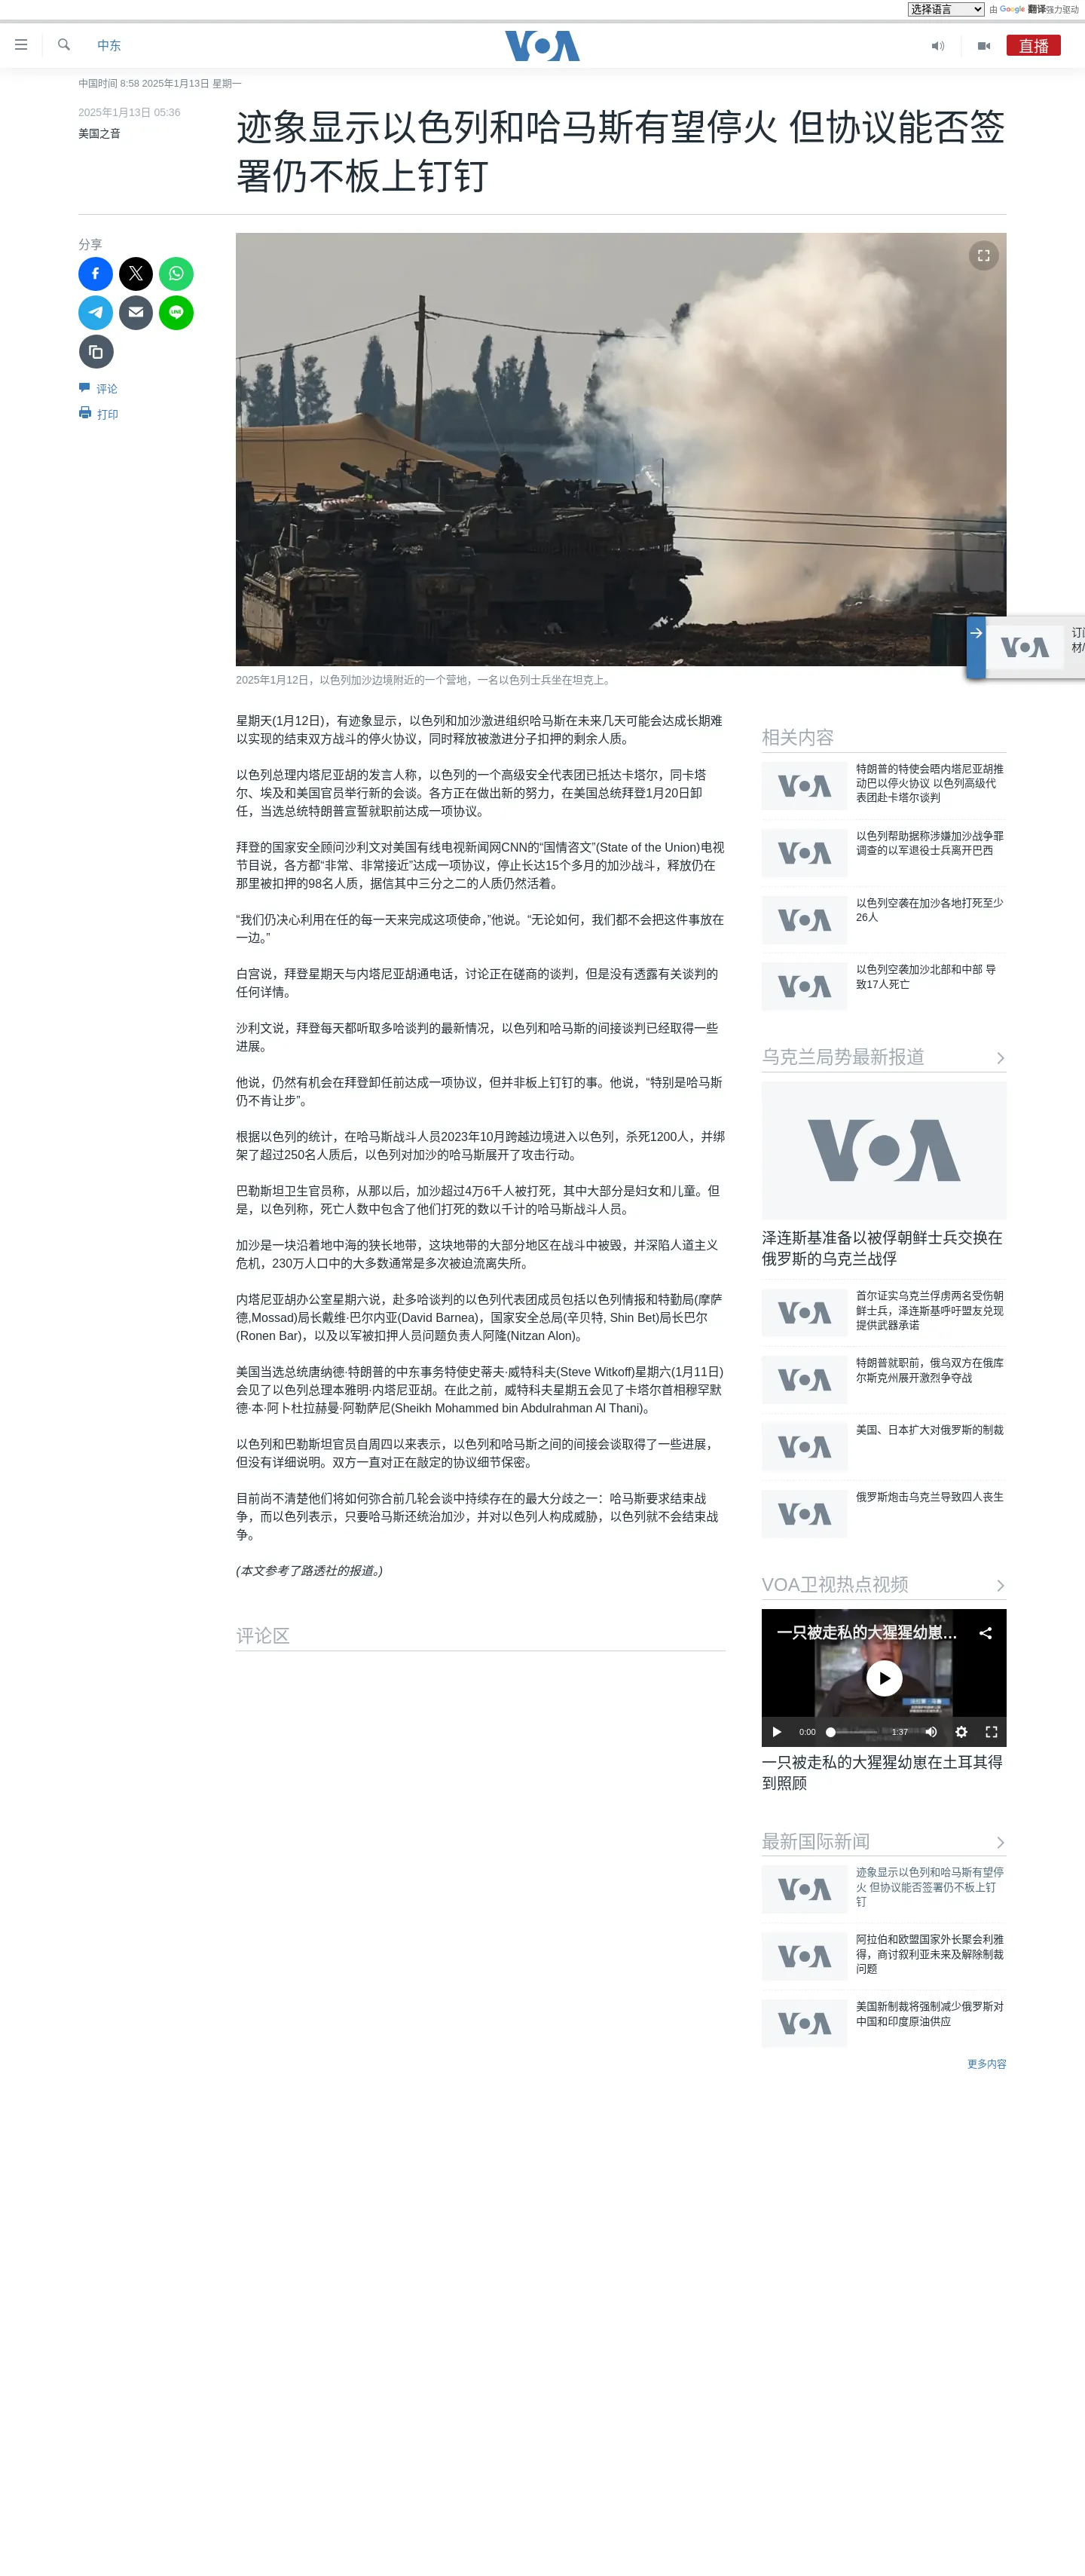 选择语言 由 Google 翻译强力驱动
中东
VOA
直播
中国时间 8:58 2025年1月13日 星期一
2025年1月13日 05:36
美国之音
迹象显示以色列和哈马斯有望停火 但协议能否签
署仍不板上钉钉
分享
LINE
评论
打印
VOA
订阅
材/
2025年1月12日，以色列加沙边境附近的一个营地，一名以色列士兵坐在坦克上。
星期天(1月12日)，有迹象显示，以色列和加沙激进组织哈马斯在未来几天可能会达成长期难
以实现的结束双方战斗的停火协议，同时释放被激进分子扣押的剩余人质。
以色列总理内塔尼亚胡的发言人称，以色列的一个高级安全代表团已抵达卡塔尔，同卡塔
尔、埃及和美国官员举行新的会谈。各方正在做出新的努力，在美国总统拜登1月20日卸
任，当选总统特朗普宣誓就职前达成一项协议。
拜登的国家安全顾问沙利文对美国有线电视新闻网CNN的“国情咨文”(State of the Union)电视
节目说，各方都“非常、非常接近”达成一项协议，停止长达15个多月的加沙战斗，释放仍在
那里被扣押的98名人质，据信其中三分之二的人质仍然活着。
“我们仍决心利用在任的每一天来完成这项使命，”他说。“无论如何，我们都不会把这件事放在
一边。”
白宫说，拜登星期天与内塔尼亚胡通电话，讨论正在磋商的谈判，但是没有透露有关谈判的
任何详情。
沙利文说，拜登每天都听取多哈谈判的最新情况，以色列和哈马斯的间接谈判已经取得一些
进展。
他说，仍然有机会在拜登卸任前达成一项协议，但并非板上钉钉的事。他说，“特别是哈马斯
仍不肯让步”。
根据以色列的统计，在哈马斯战斗人员2023年10月跨越边境进入以色列，杀死1200人，并绑
架了超过250名人质后，以色列对加沙的哈马斯展开了攻击行动。
巴勒斯坦卫生官员称，从那以后，加沙超过4万6千人被打死，其中大部分是妇女和儿童。但
是，以色列称，死亡人数中包含了他们打死的数以千计的哈马斯战斗人员。
加沙是一块沿着地中海的狭长地带，这块地带的大部分地区在战斗中被毁，并深陷人道主义
危机，230万人口中的大多数通常是多次被迫流离失所。
内塔尼亚胡办公室星期六说，赴多哈谈判的以色列代表团成员包括以色列情报和特勤局(摩萨
德,Mossad)局长戴维·巴尔内亚(David Barnea)，国家安全总局(辛贝特, Shin Bet)局长巴尔
(Ronen Bar)，以及以军被扣押人员问题负责人阿隆(Nitzan Alon)。
美国当选总统唐纳德·特朗普的中东事务特使史蒂夫·威特科夫(Steve Witkoff)星期六(1月11日)
会见了以色列总理本雅明·内塔尼亚胡。在此之前，威特科夫星期五会见了卡塔尔首相穆罕默
德·本·阿卜杜拉赫曼·阿勒萨尼(Sheikh Mohammed bin Abdulrahman Al Thani)。
以色列和巴勒斯坦官员自周四以来表示，以色列和哈马斯之间的间接会谈取得了一些进展，
但没有详细说明。双方一直对正在敲定的协议细节保密。
目前尚不清楚他们将如何弥合前几轮会谈中持续存在的最大分歧之一：哈马斯要求结束战
争，而以色列表示，只要哈马斯还统治加沙，并对以色列人构成威胁，以色列就不会结束战
争。
(本文参考了路透社的报道。)
评论区
相关内容
VOA
特朗普的特使会晤内塔尼亚胡推
动巴以停火协议 以色列高级代
表团赴卡塔尔谈判
VOA
以色列帮助据称涉嫌加沙战争罪
调查的以军退役士兵离开巴西
VOA
以色列空袭在加沙各地打死至少
26人
VOA
以色列空袭加沙北部和中部 导
致17人死亡
乌克兰局势最新报道
VOA
泽连斯基准备以被俘朝鲜士兵交换在
俄罗斯的乌克兰战俘
VOA
首尔证实乌克兰俘虏两名受伤朝
鲜士兵，泽连斯基呼吁盟友兑现
提供武器承诺
VOA
特朗普就职前，俄乌双方在俄库
尔斯克州展开激烈争夺战
VOA
美国、日本扩大对俄罗斯的制裁
VOA
俄罗斯炮击乌克兰导致四人丧生
VOA卫视热点视频
一只被走私的大猩猩幼崽...
0:00 1:37
一只被走私的大猩猩幼崽在土耳其得
到照顾
最新国际新闻
VOA
迹象显示以色列和哈马斯有望停
火 但协议能否签署仍不板上钉
钉
VOA
阿拉伯和欧盟国家外长聚会利雅
得，商讨叙利亚未来及解除制裁
问题
VOA
美国新制裁将强制减少俄罗斯对
中国和印度原油供应
更多内容